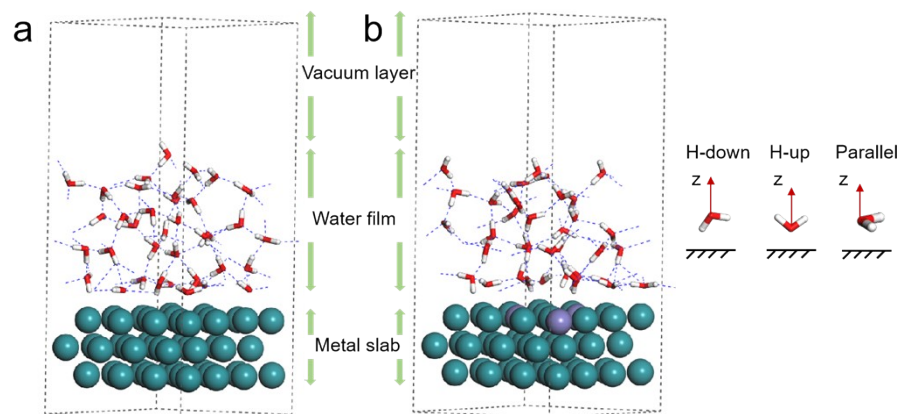 a
b
Vacuum layer
Water film
Metal slab
H-down
H-up
Parallel
z
z
z